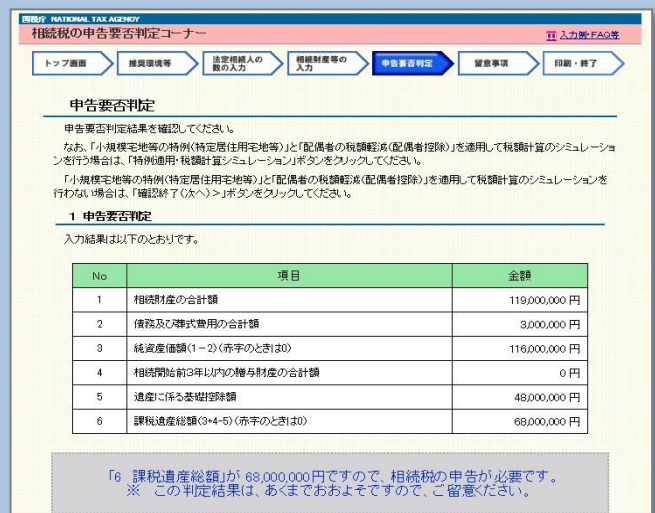 国税庁 NATIONAL TAX AGENCY
相続税の申告要否判定コーナー
入力例・FAQ等
トップ画面
推奨環境等
法定相続人の
数の入力
相続財産等の
入力
申告要否判定
留意事項
印刷・終了
申告要否判定
申告要否判定結果を確認してください。
なお、「小規模宅地等の特例(特定居住用宅地等)」と「配偶者の税額軽減(配偶者控除)」を適用して税額計算のシミュレーショ
ンを行う場合は、「特例適用・税額計算シミュレーション」ボタンをクリックしてください。
「小規模宅地等の特例(特定居住用宅地等)」と「配偶者の税額軽減(配偶者控除)」を適用して税額計算のシミュレーションを
行わない場合は、「確認終了(次へ)>」ボタンをクリックしてください。
1 申告要否判定
入力結果は以下のとおりです。
No 項目 金額
1 相続財産の合計額 119,000,000 円
2 債務及び葬式費用の合計額 3,000,000 円
3 純資産価額(1-2)(赤字のときは0) 116,000,000 円
4 相続開始前3年以内の贈与財産の合計額 0 円
5 遺産に係る基礎控除額 48,000,000 円
6 課税遺産総額(3+4-5)(赤字のときは0) 68,000,000 円
「6 課税遺産総額」が 68,000,000円ですので、相続税の申告が必要です。
※ この判定結果は、あくまでおおよそですので、ご留意ください。